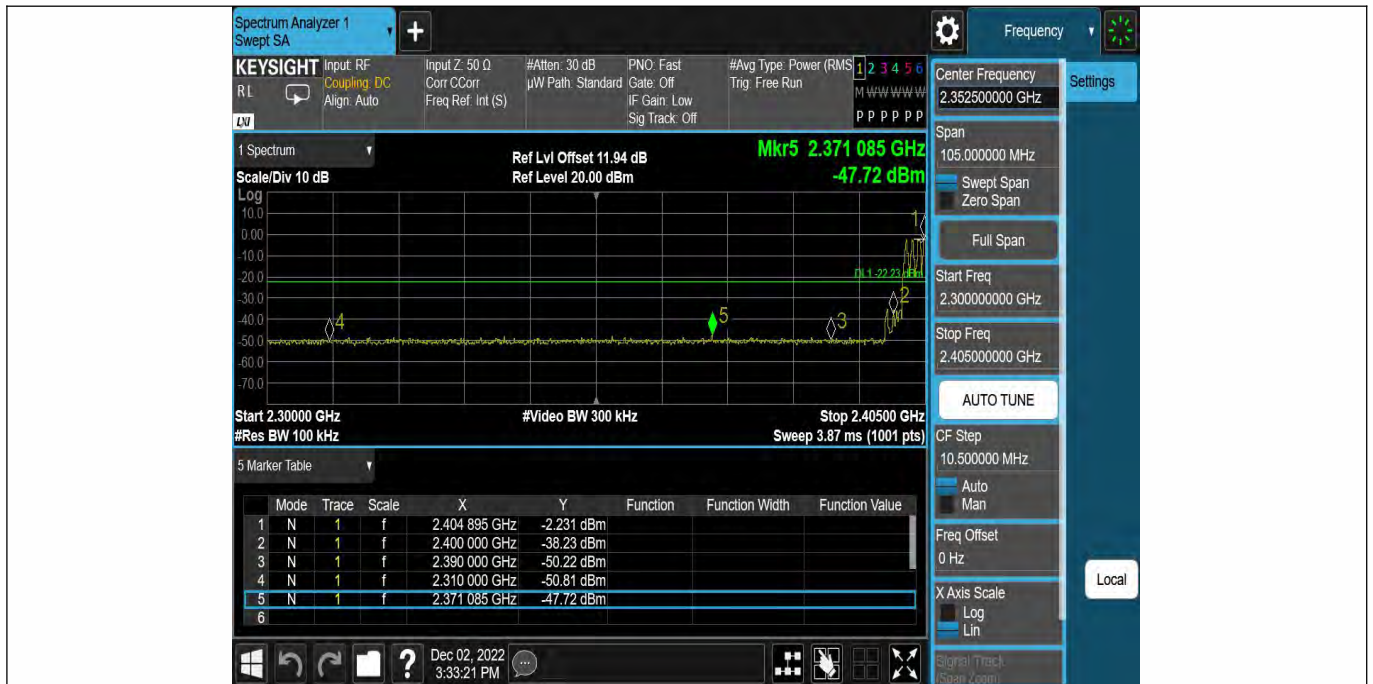 Spectrum Analyzer 1
Swept SA
+
Frequency
KEYSIGHT
RL
LXI
Input: RF
Coupling: DC
Align: Auto
Input Z: 50 Ω
Corr CCorr
Freq Ref: Int (S)
#Atten: 30 dB
µW Path: Standard
PNO: Fast
Gate: Off
IF Gain: Low
Sig Track: Off
#Avg Type: Power (RMS
Trig: Free Run
1 2 3 4 5 6
M W W W W W
P P P P P P
1 Spectrum
Scale/Div 10 dB
Ref Lvl Offset 11.94 dB
Ref Level 20.00 dBm
Mkr5 2.371 085 GHz
-47.72 dBm
Log
10.0
0.00
-10.0
-20.0
-30.0
-40.0
-50.0
-60.0
-70.0
1
DL1 -22.23 dBm
2
3
4
5
Start 2.30000 GHz
#Video BW 300 kHz
Stop 2.40500 GHz
#Res BW 100 kHz
Sweep 3.87 ms (1001 pts)
5 Marker Table
Mode Trace Scale X Y Function Function Width Function Value
1 N 1 f 2.404 895 GHz -2.231 dBm
2 N 1 f 2.400 000 GHz -38.23 dBm
3 N 1 f 2.390 000 GHz -50.22 dBm
4 N 1 f 2.310 000 GHz -50.81 dBm
5 N 1 f 2.371 085 GHz -47.72 dBm
6
?
Dec 02, 2022
3:33:21 PM
Center Frequency
2.352500000 GHz
Settings
Span
105.000000 MHz
Swept Span
Zero Span
Full Span
Start Freq
2.300000000 GHz
Stop Freq
2.405000000 GHz
AUTO TUNE
CF Step
10.500000 MHz
Auto
Man
Freq Offset
0 Hz
Local
X Axis Scale
Log
Lin
Signal Track
(Span Zoom)